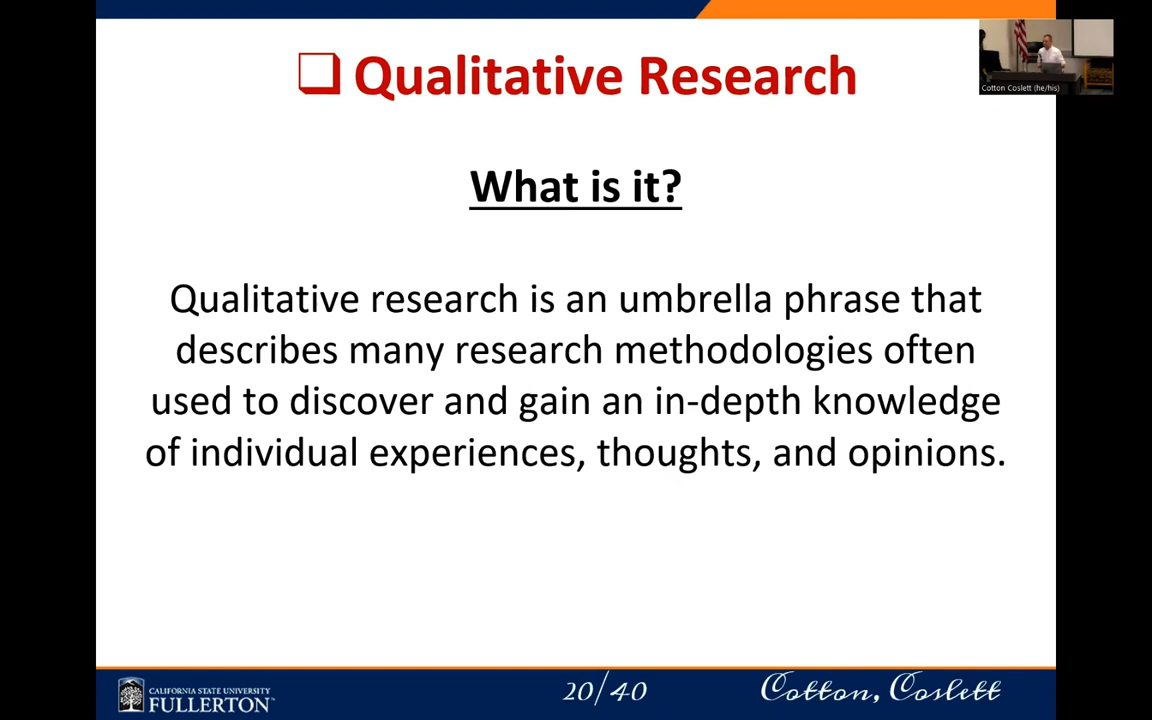 Qualitative Research
Cotton Coslett (he/his)
What is it?
Qualitative research is an umbrella phrase that
describes many research methodologies often
used to discover and gain an in-depth knowledge
of individual experiences, thoughts, and opinions.
CALIFORNIA STATE UNIVERSITY
FULLERTON™
20/40
Cotton, Coslett